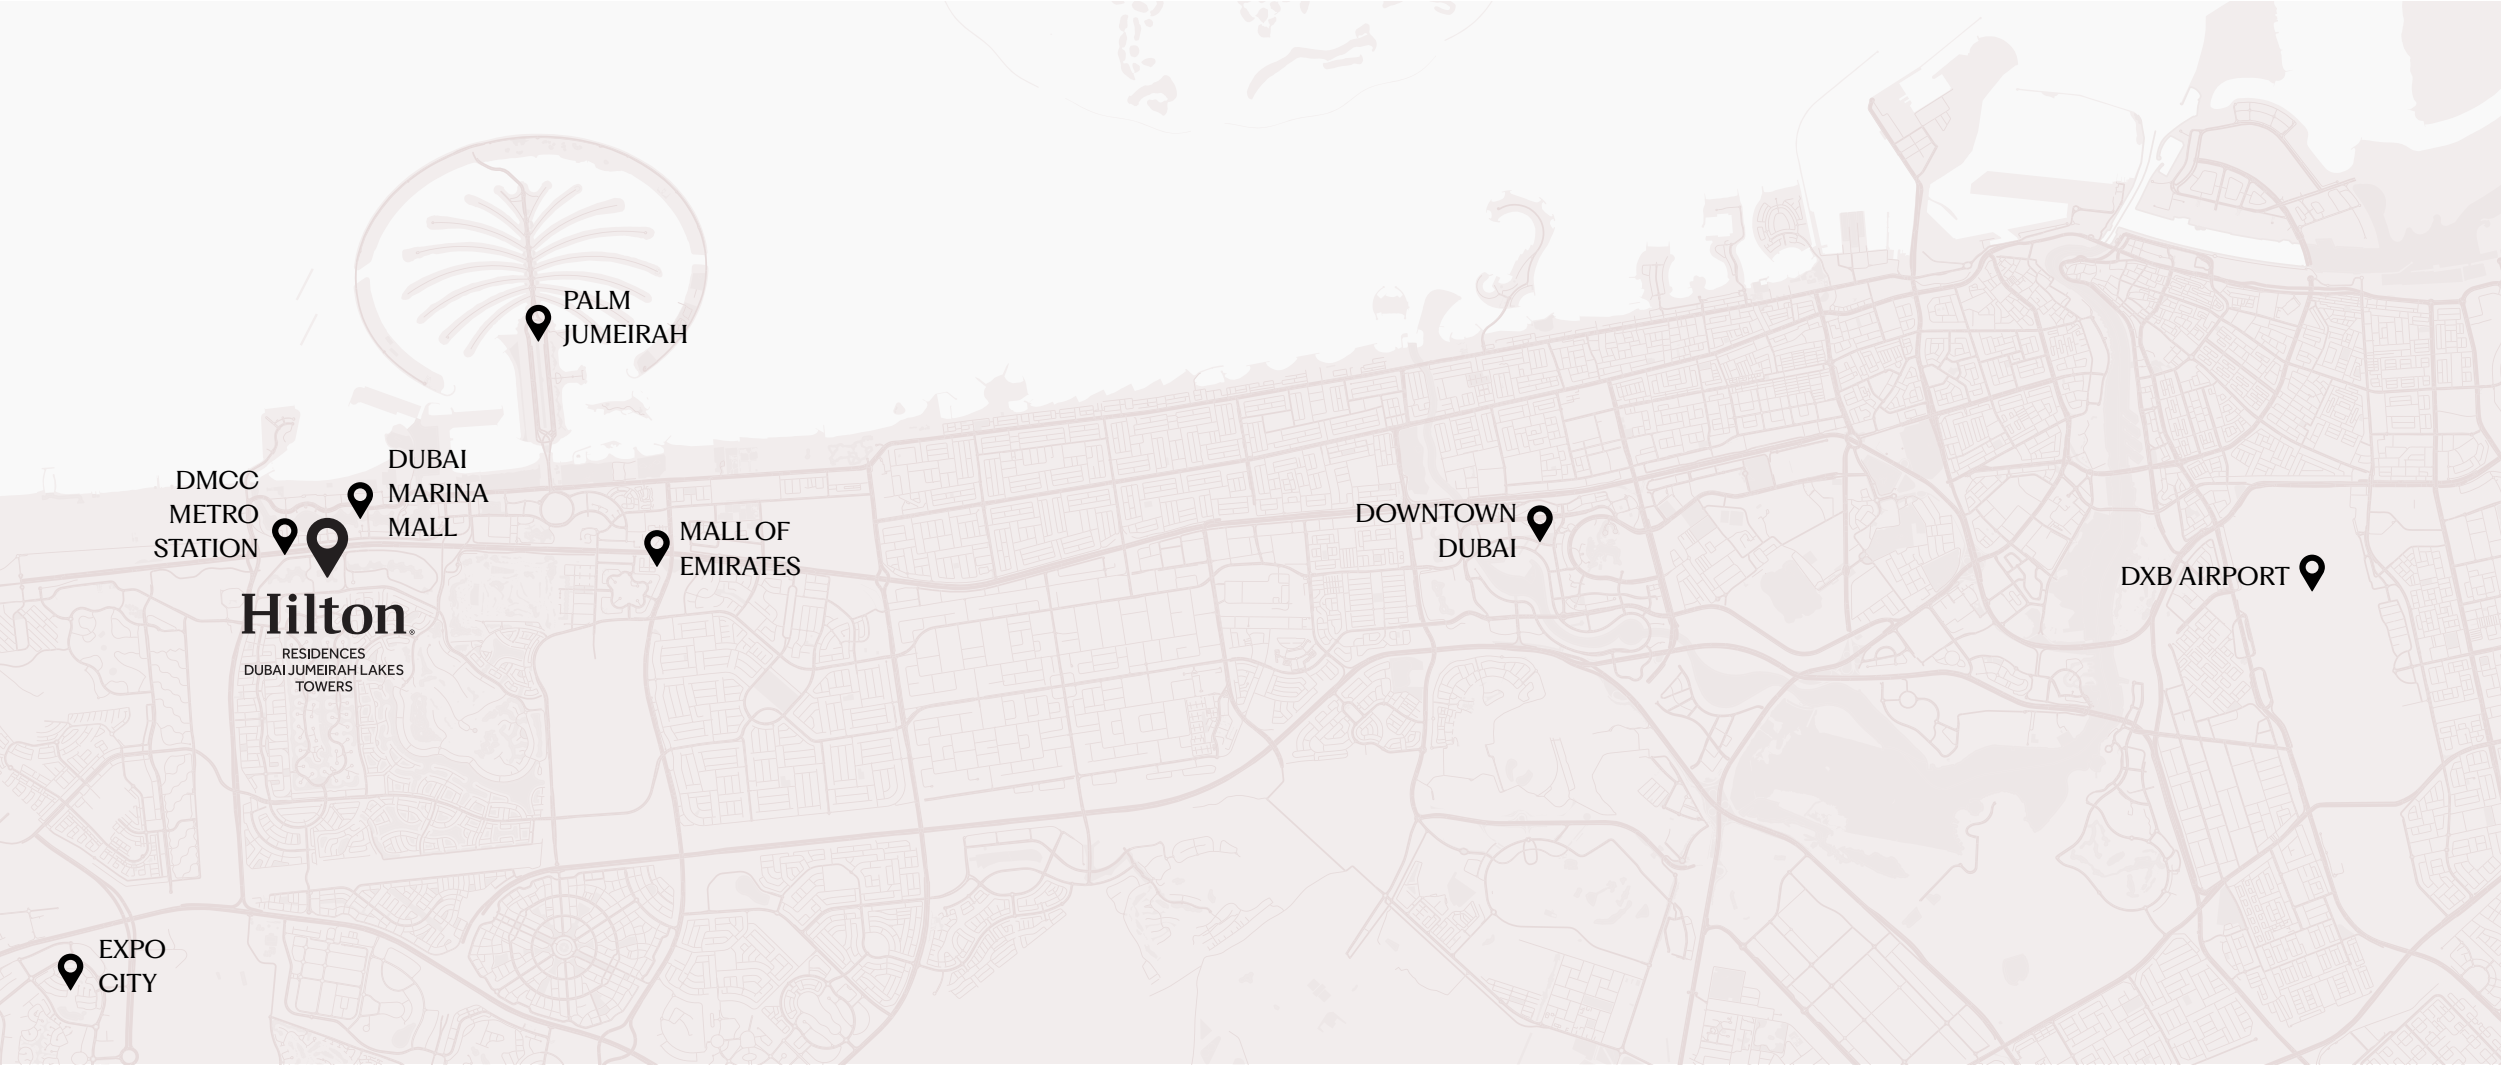 PALM
JUMEIRAH
DUBAI
MARINA
MALL
DMCC
METRO
STATION
MALL OF
EMIRATES
DOWNTOWN
DUBAI
DXB AIRPORT
Hilton®
RESIDENCES
DUBAI JUMEIRAH LAKES
TOWERS
EXPO
CITY